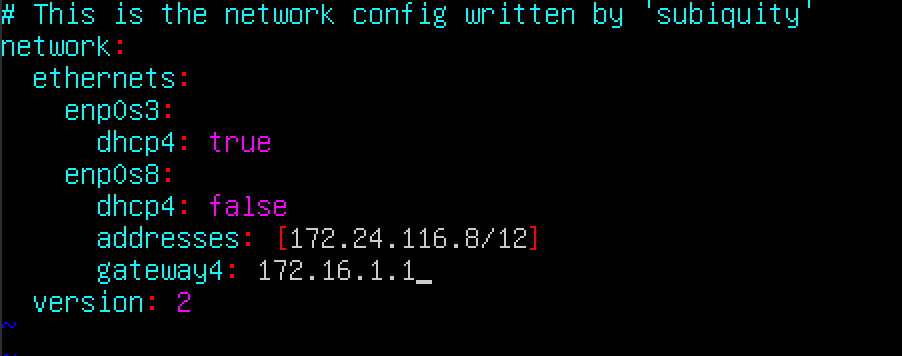 # This is the network config written by 'subiquity'
network:
  ethernets:
    enp0s3:
      dhcp4: true
    enp0s8:
      dhcp4: false
      addresses: [172.24.116.8/12]
      gateway4: 172.16.1.1_
  version: 2
~
~